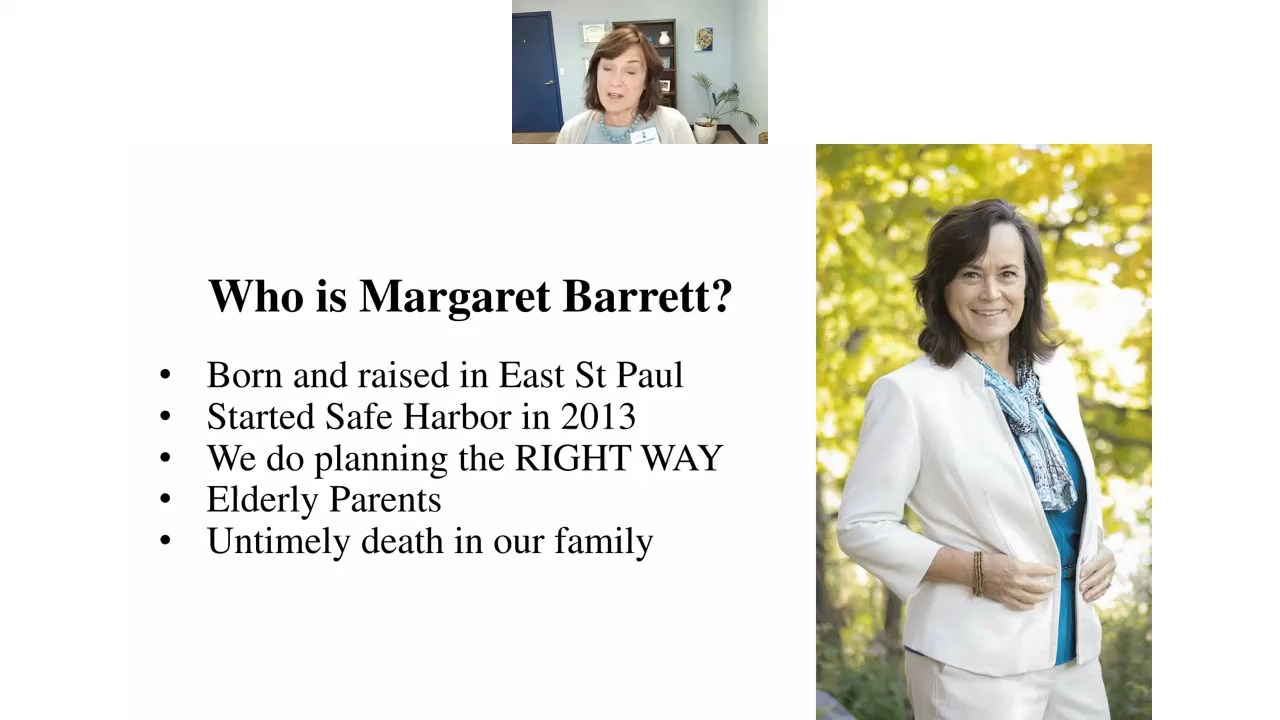 Who is Margaret Barrett?
• Born and raised in East St Paul
• Started Safe Harbor in 2013
• We do planning the RIGHT WAY
• Elderly Parents
• Untimely death in our family